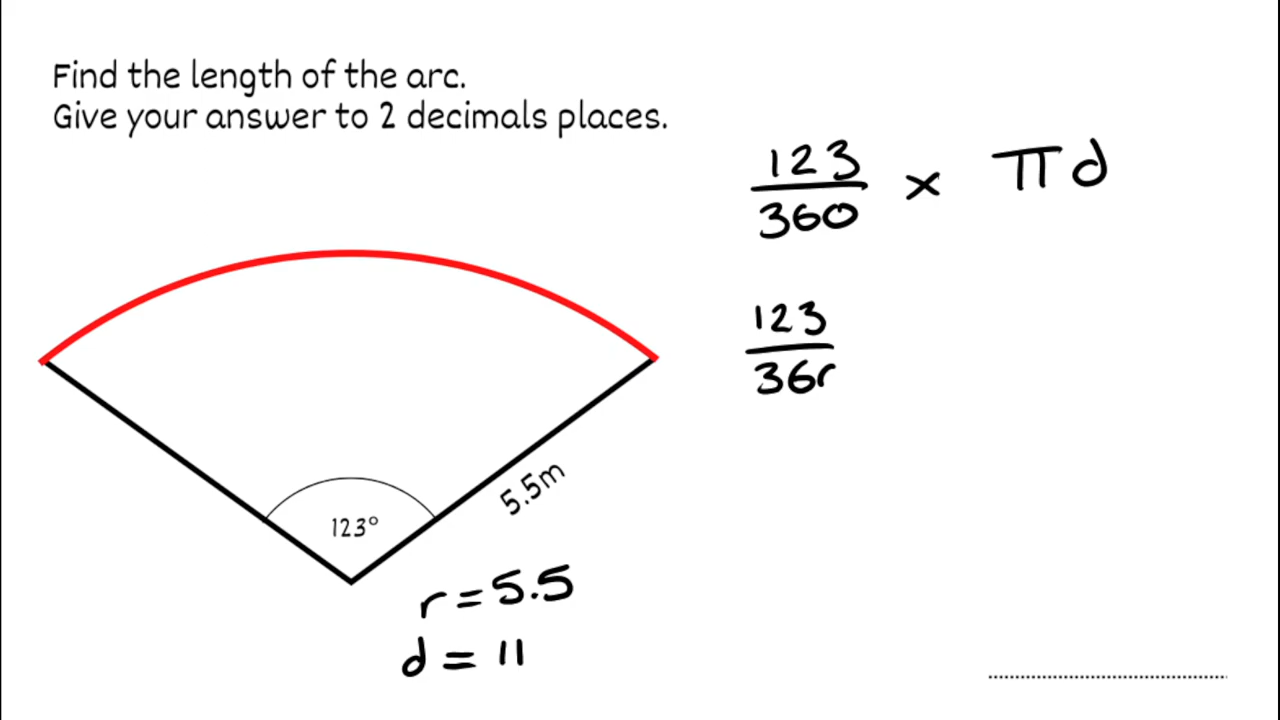 Find the length of the arc.
Give your answer to 2 decimals places.
123
360
× πd
123
36
5.5m
123°
r = 5.5
d = 11